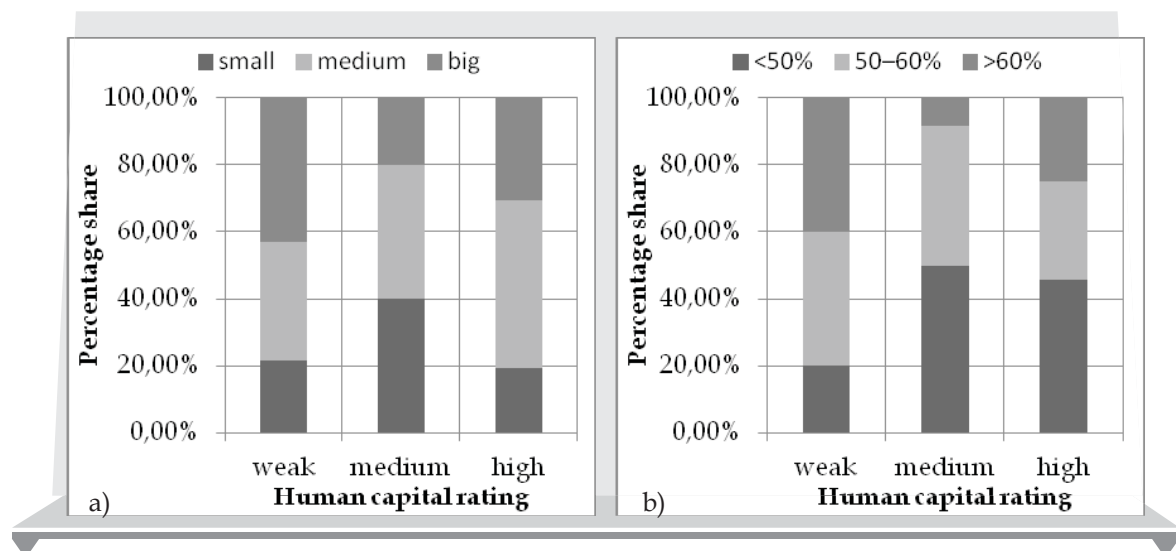 small medium big
100,00%
80,00%
60,00%
40,00%
20,00%
0,00%
Percentage share
weak medium high
Human capital rating
a)
<50% 50–60% >60%
100,00%
80,00%
60,00%
40,00%
20,00%
0,00%
Percentage share
weak medium high
Human capital rating
b)